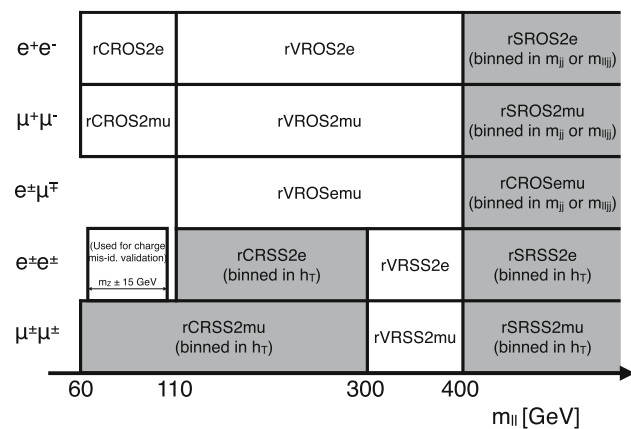 e⁺e⁻ rCROS2e rVROS2e rSROS2e
(binned in mjj or mlljj)
μ⁺μ⁻ rCROS2mu rVROS2mu rSROS2mu
(binned in mjj or mlljj)
e±μ∓ rVROSemu rCROSemu
(binned in mjj or mlljj)
e±e± (Used for charge
mis-id. validation)
mZ ± 15 GeV
rCRSS2e
(binned in hT)
rVRSS2e
rSRSS2e
(binned in hT)
μ±μ± rCRSS2mu
(binned in hT)
rVRSS2mu
rSRSS2mu
(binned in hT)
60 110 300 400
mll [GeV]